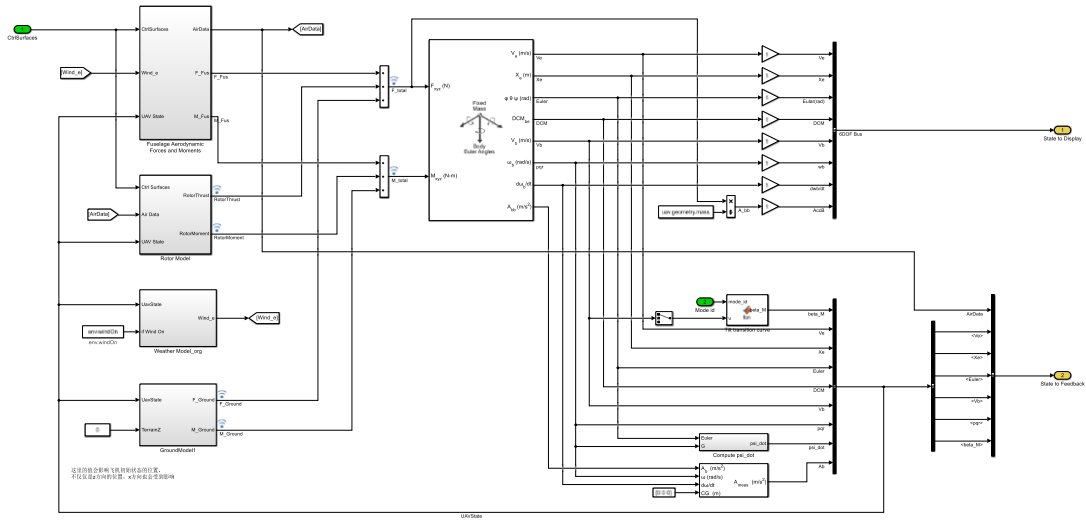 CtrlSurfaces
[Wind_e]
CtrlSurfaces
Wind_e
UAV State
AirData
F_Fus
M_Fus
Fuselage Aerodynamic
Forces and Moments
[AirData]
F_Fus
M_Fus
[AirData]
Ctrl Surfaces
Air Data
UAV State
RotorThrust
RotorMoment
Rotor Model
RotorThrust
RotorMoment
env.windOn
UavState
If Wind On
Wind_e
Weather Model_org
[Wind_e]
UavState
TerrainZ
F_Ground
M_Ground
GroundModel1
F_Ground
M_Ground
这里的值会影响飞机初始状态的位置,
不仅仅是z方向的位置,x方向也会受到影响
UAVState
F_total
M_total
F_xyz (N)
M_xyz (N-m)
Fixed
Mass
Body
Euler Angles
V_e (m/s)
X_e (m)
φ θ ψ (rad)
DCM_be
V_b (m/s)
ω_b (rad/s)
dω_b/dt
A_bb (m/s²)
Ve
Xe
Euler
DCM
Vb
pqr
uav.geometry.mass
A_bb
Ve
Xe
Eular(rad)
DCM
Vb
wb
dwbdt
AccB
6DOF Bus
1
State to Display
Mode id
mode_id
u
beta_M
fcn
Tilt transition curve
beta_M
Ve
Xe
Euler
DCM
Vb
pqr
psi_dot
Ab
Euler
psi_dot
Compute psi_dot
A_b (m/s²)
ω (rad/s)
dω/dt
CG (m)
A_meas (m/s²)
[0 0 0]
AirData
<Ve>
<Xe>
<Euler>
<Vb>
<pqr>
<beta_M>
2
State to Feedback